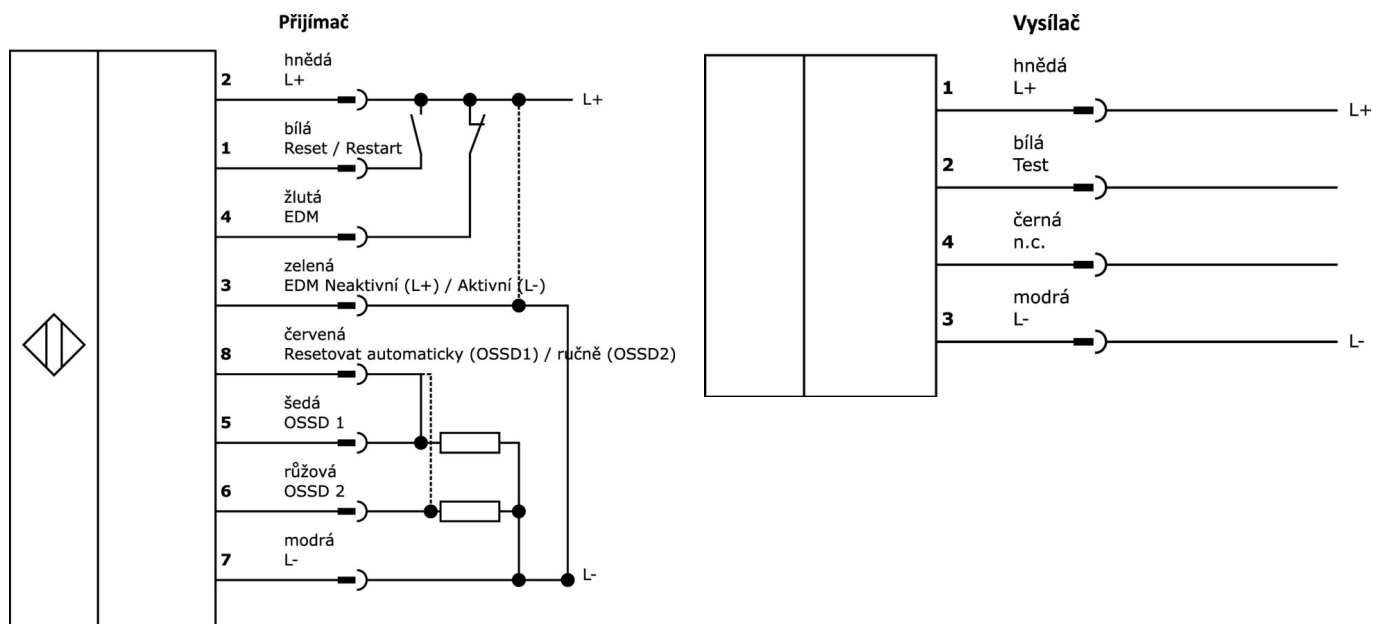 Přijímač
hnědá
2 L+
L+
bílá
1 Reset / Restart
žlutá
4 EDM
zelená
3 EDM Neaktivní (L+) / Aktivní (L-)
červená
8 Resetovat automaticky (OSSD1) / ručně (OSSD2)
šedá
5 OSSD 1
růžová
6 OSSD 2
modrá
7 L-
L-
Vysílač
hnědá
1 L+
L+
bílá
2 Test
černá
4 n.c.
modrá
3 L-
L-